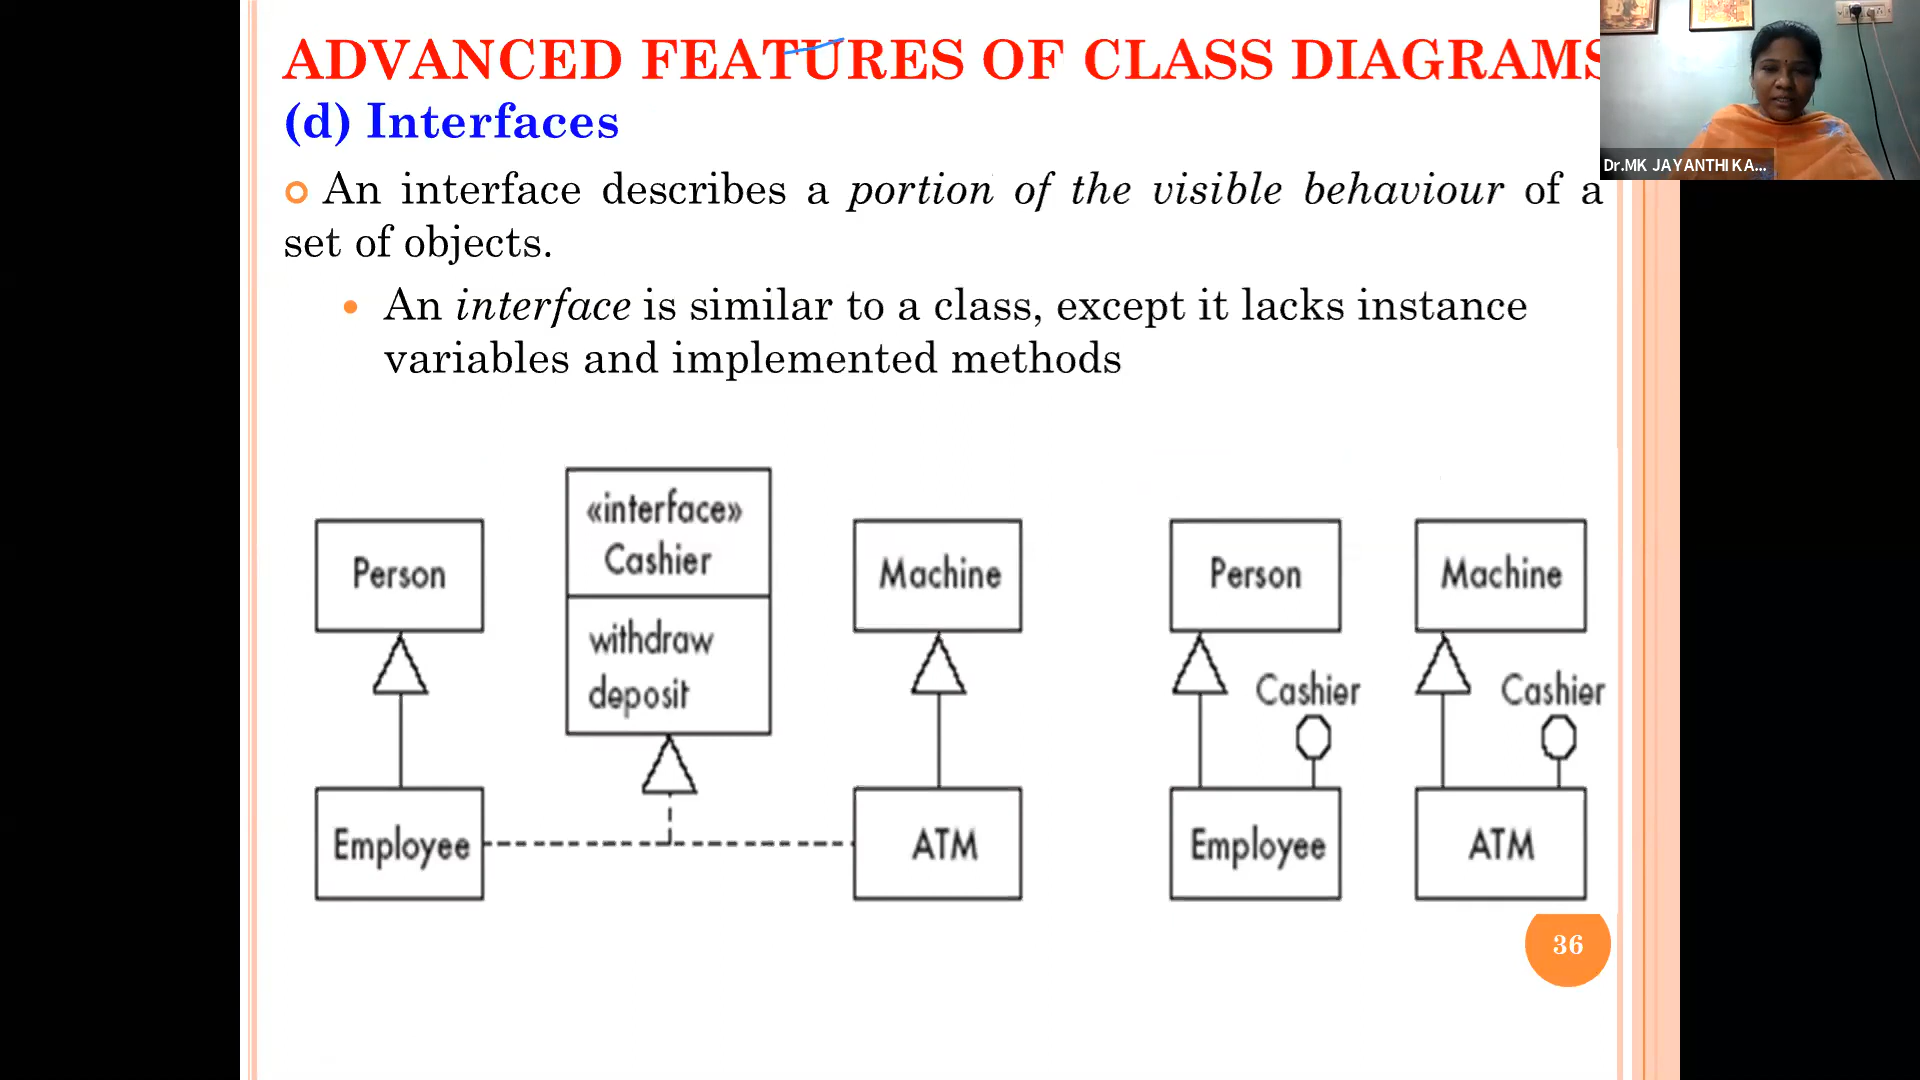 ADVANCED FEATURES OF CLASS DIAGRAMS
(d) Interfaces
An interface describes a portion of the visible behaviour of a
set of objects.
An interface is similar to a class, except it lacks instance
variables and implemented methods
Person
«interface»
Cashier
withdraw
deposit
Machine
Employee
ATM
Person
Machine
Cashier
Cashier
Employee
ATM
36
Dr.MK JAYANTHI KA...